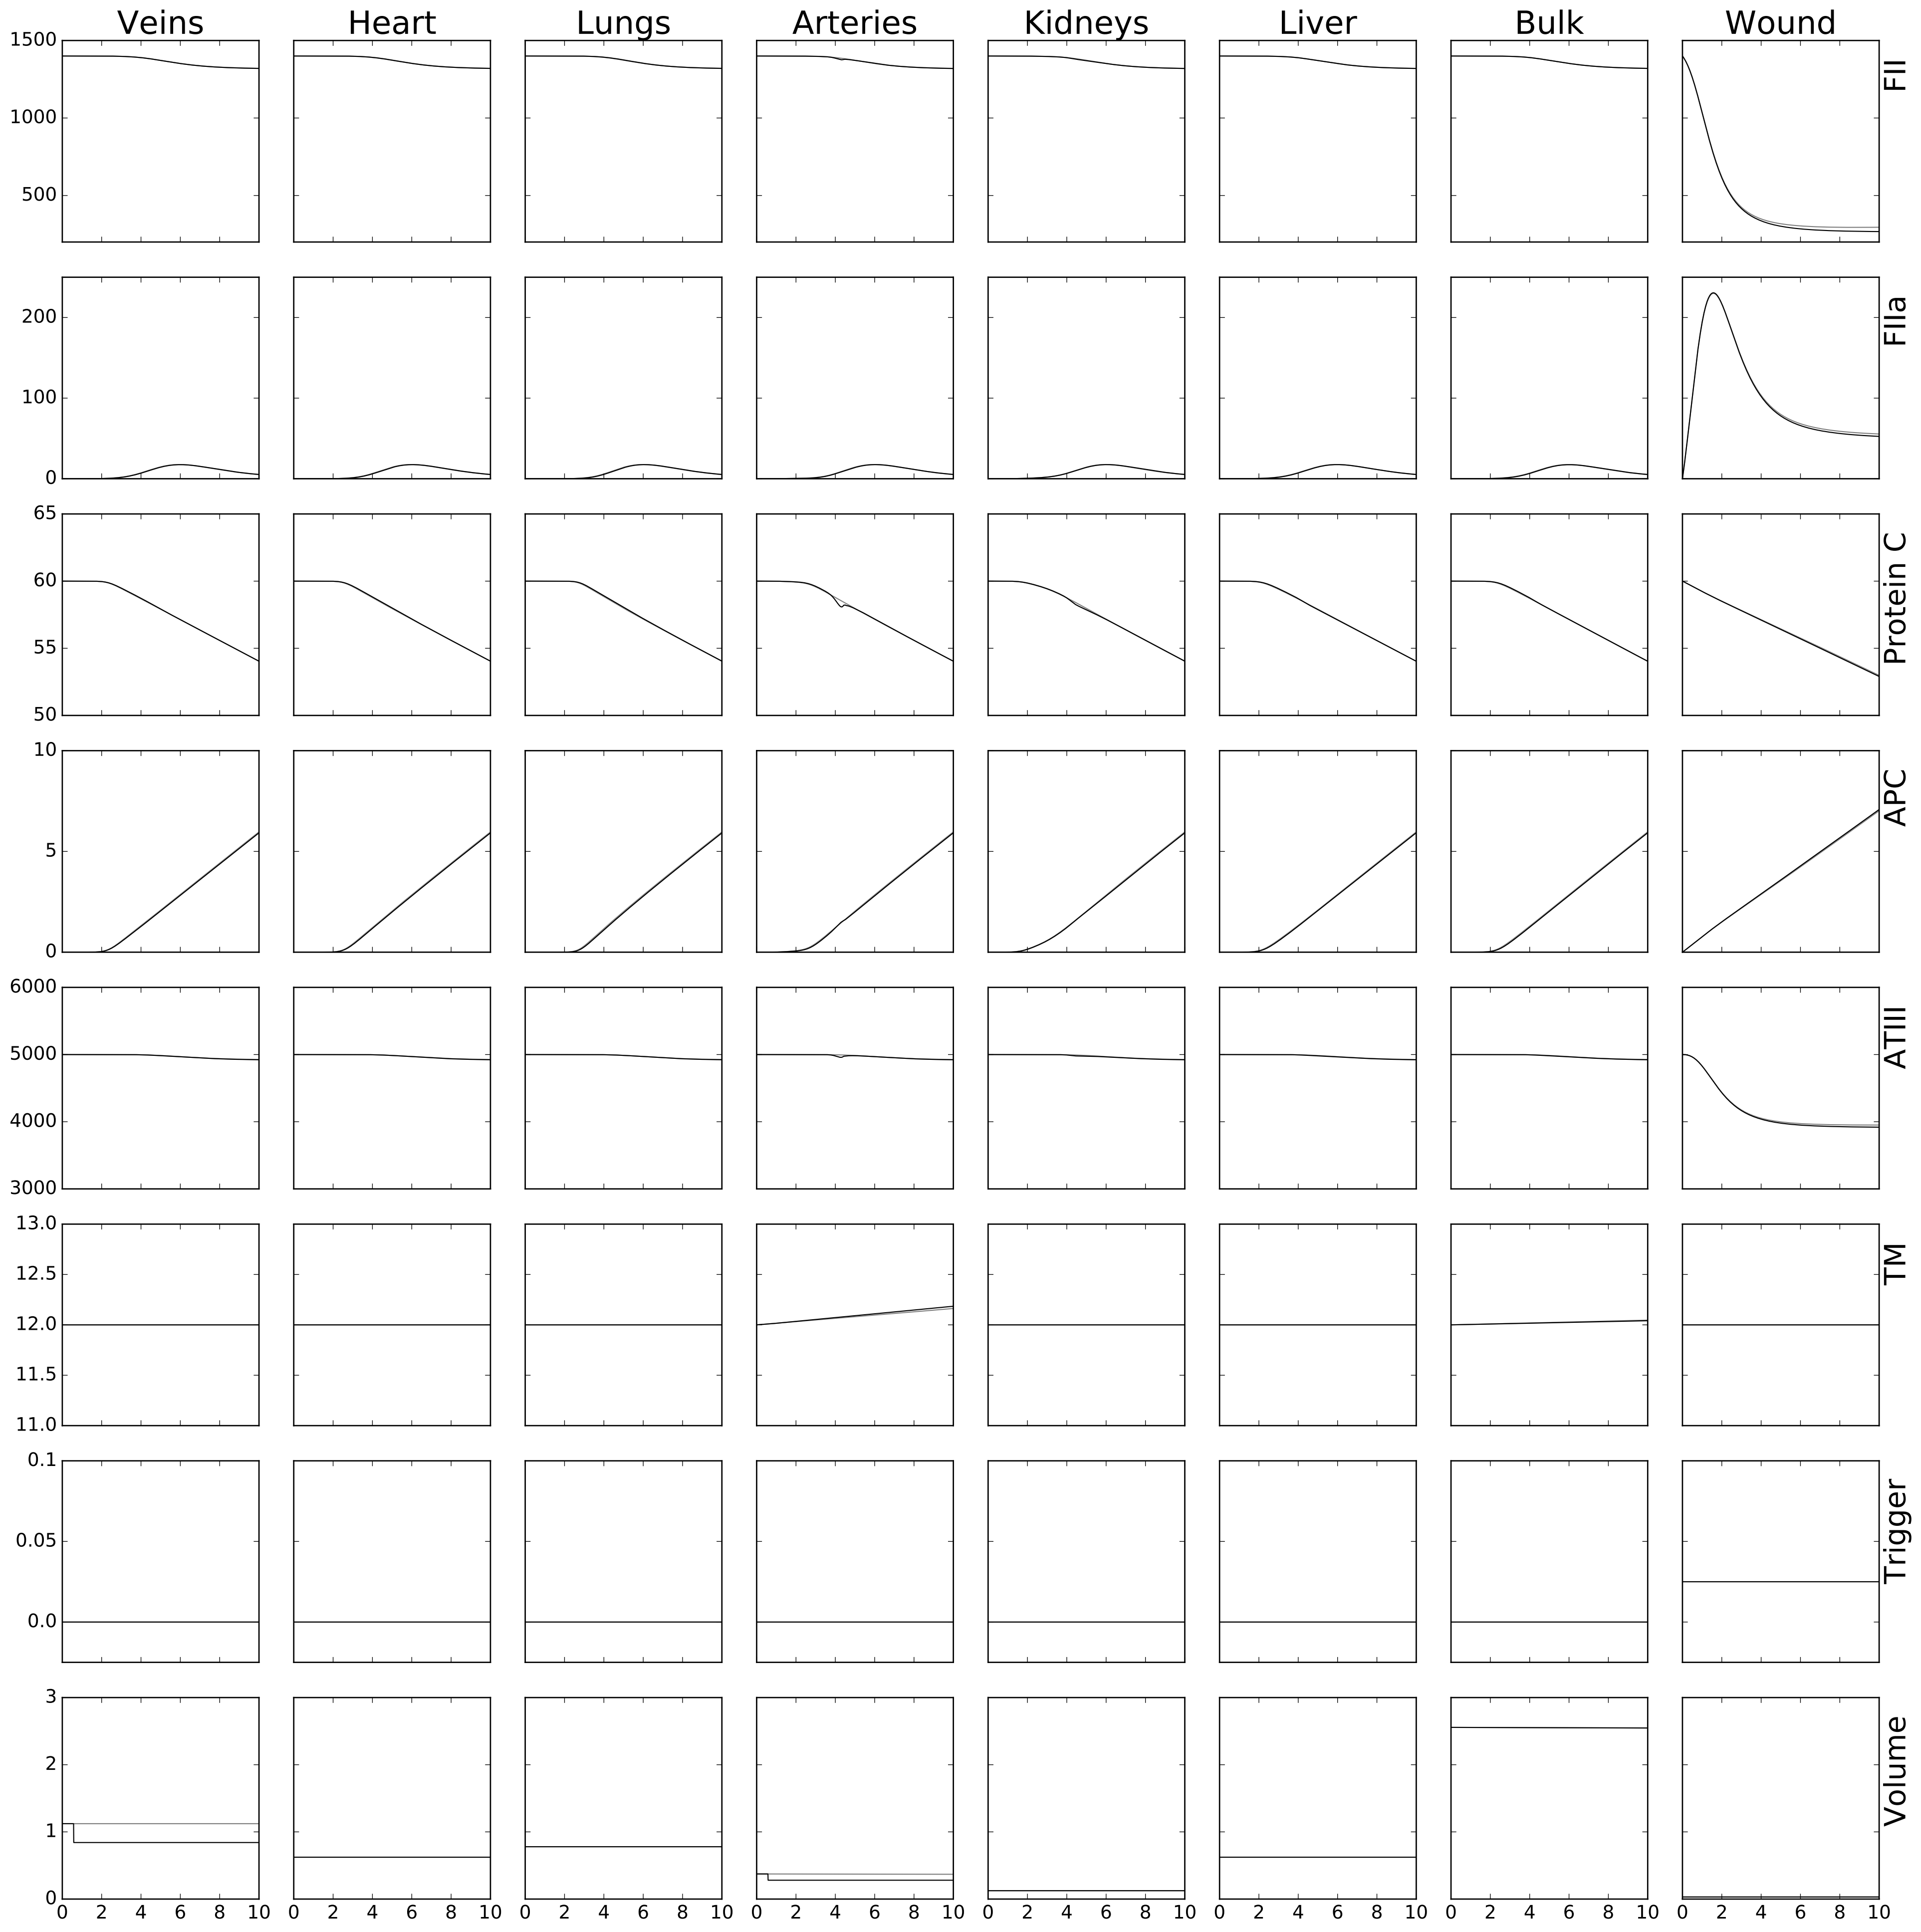 Veins Heart Lungs Arteries Kidneys Liver Bulk Wound
1500
1000
500
FII
200
100
0
FIIa
65
60
55
50
Protein C
10
5
0
APC
6000
5000
4000
3000
ATIII
13.0
12.5
12.0
11.5
11.0
TM
0.1
0.05
0.0
Trigger
3
2
1
0
Volume
0 2 4 6 8 10 0 2 4 6 8 10 0 2 4 6 8 10 0 2 4 6 8 10 0 2 4 6 8 10 0 2 4 6 8 10 0 2 4 6 8 10 0 2 4 6 8 10